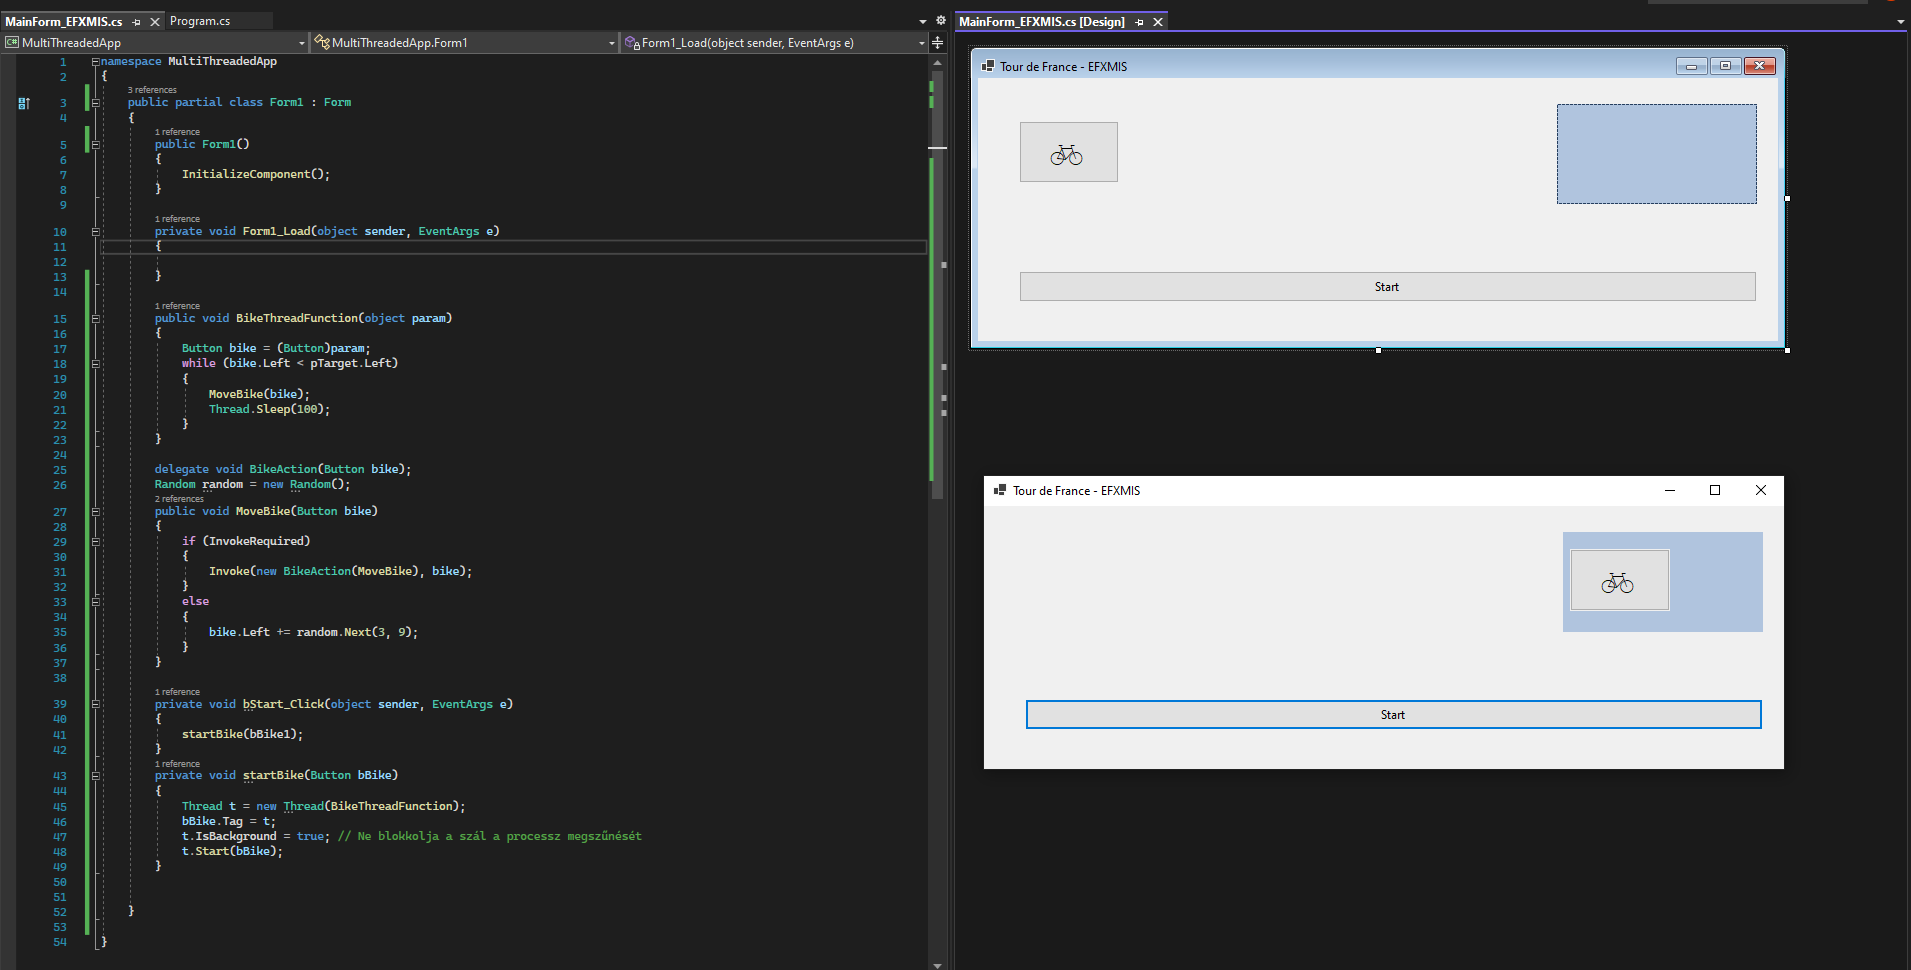 MainForm_EFXMIS.cs
Program.cs
MultiThreadedApp
MultiThreadedApp.Form1
Form1_Load(object sender, EventArgs e)
1 namespace MultiThreadedApp
2 {
3 references
3 public partial class Form1 : Form
4 {
1 reference
5 public Form1()
6 {
7 InitializeComponent();
8 }
9
1 reference
10 private void Form1_Load(object sender, EventArgs e)
11 {
12
13 }
14
1 reference
15 public void BikeThreadFunction(object param)
16 {
17 Button bike = (Button)param;
18 while (bike.Left < pTarget.Left)
19 {
20 MoveBike(bike);
21 Thread.Sleep(100);
22 }
23 }
24
25 delegate void BikeAction(Button bike);
26 Random random = new Random();
2 references
27 public void MoveBike(Button bike)
28 {
29 if (InvokeRequired)
30 {
31 Invoke(new BikeAction(MoveBike), bike);
32 }
33 else
34 {
35 bike.Left += random.Next(3, 9);
36 }
37 }
38
1 reference
39 private void bStart_Click(object sender, EventArgs e)
40 {
41 startBike(bBike1);
42 }
1 reference
43 private void startBike(Button bBike)
44 {
45 Thread t = new Thread(BikeThreadFunction);
46 bBike.Tag = t;
47 t.IsBackground = true; // Ne blokkolja a szál a processz megszűnését
48 t.Start(bBike);
49 }
50
51
52 }
53
54 }
MainForm_EFXMIS.cs [Design]
Tour de France - EFXMIS
Start
Tour de France - EFXMIS
Start